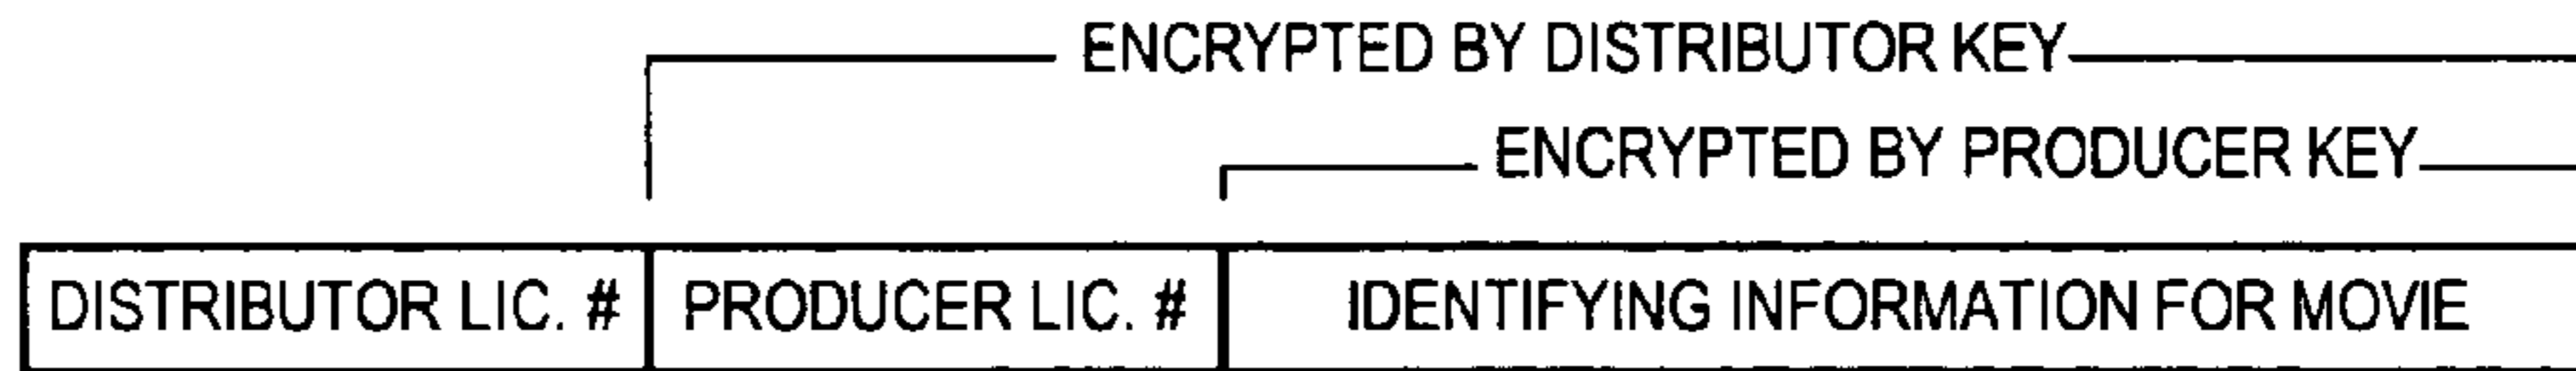 ENCRYPTED BY DISTRIBUTOR KEY
ENCRYPTED BY PRODUCER KEY
DISTRIBUTOR LIC. # PRODUCER LIC. # IDENTIFYING INFORMATION FOR MOVIE